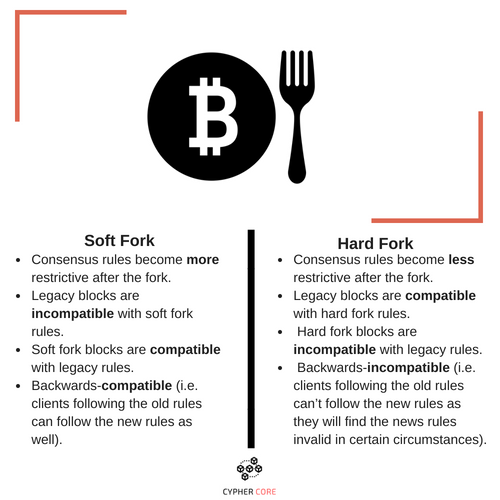 Soft Fork
Consensus rules become more
restrictive after the fork.
Legacy blocks are
incompatible with soft fork
rules.
Soft fork blocks are compatible
with legacy rules.
Backwards-compatible (i.e.
clients following the old rules
can follow the new rules as
well).
Hard Fork
Consensus rules become less
restrictive after the fork.
Legacy blocks are compatible
with hard fork rules.
Hard fork blocks are
incompatible with legacy rules.
Backwards-incompatible (i.e.
clients following the old rules
can't follow the new rules as
they will find the news rules
invalid in certain circumstances).
CYPHER CORE